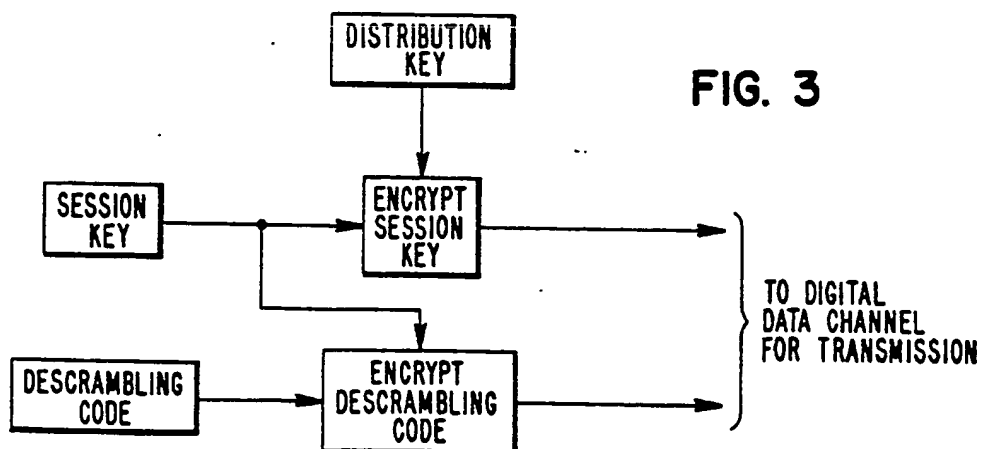 DISTRIBUTION
KEY
FIG. 3
SESSION
KEY
ENCRYPT
SESSION
KEY
TO DIGITAL
DATA CHANNEL
FOR TRANSMISSION
DESCRAMBLING
CODE
ENCRYPT
DESCRAMBLING
CODE